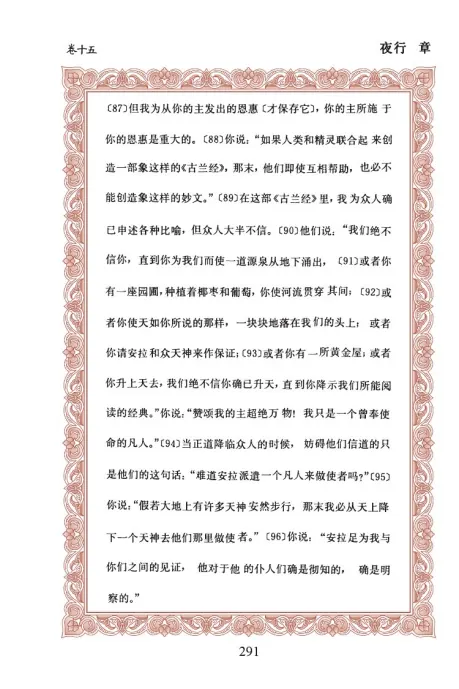 卷十五
夜行 章
〔87〕但我为从你的主发出的恩惠〔才保存它〕，你的主所施于
你的恩惠是重大的。〔88〕你说：“如果人类和精灵联合起来创
造一部象这样的《古兰经》，那末，他们即使互相帮助，也必不
能创造象这样的妙文。”〔89〕在这部《古兰经》里，我为众人确
已申述各种比喻，但众人大半不信。〔90〕他们说：“我们绝不
信你，直到你为我们而使一道源泉从地下涌出，〔91〕或者你
有一座园圃，种植着椰枣和葡萄，你使河流贯穿其间；〔92〕或
者你使天如你所说的那样，一块块地落在我们的头上；或者
你请安拉和众天神来作保证；〔93〕或者你有一所黄金屋；或者
你升上天去，我们绝不信你确已升天，直到你降示我们所能阅
读的经典。”你说：“赞颂我的主超绝万物！我只是一个曾奉使
命的凡人。”〔94〕当正道降临众人的时候，妨碍他们信道的只
是他们的这句话：“难道安拉派遣一个凡人来做使者吗？”〔95〕
你说：“假若大地上有许多天神安然步行，那末我必从天上降
下一个天神去他们那里做使者。”〔96〕你说：“安拉足为我与
你们之间的见证，他对于他的仆人们确是彻知的，确是明
察的。”
291